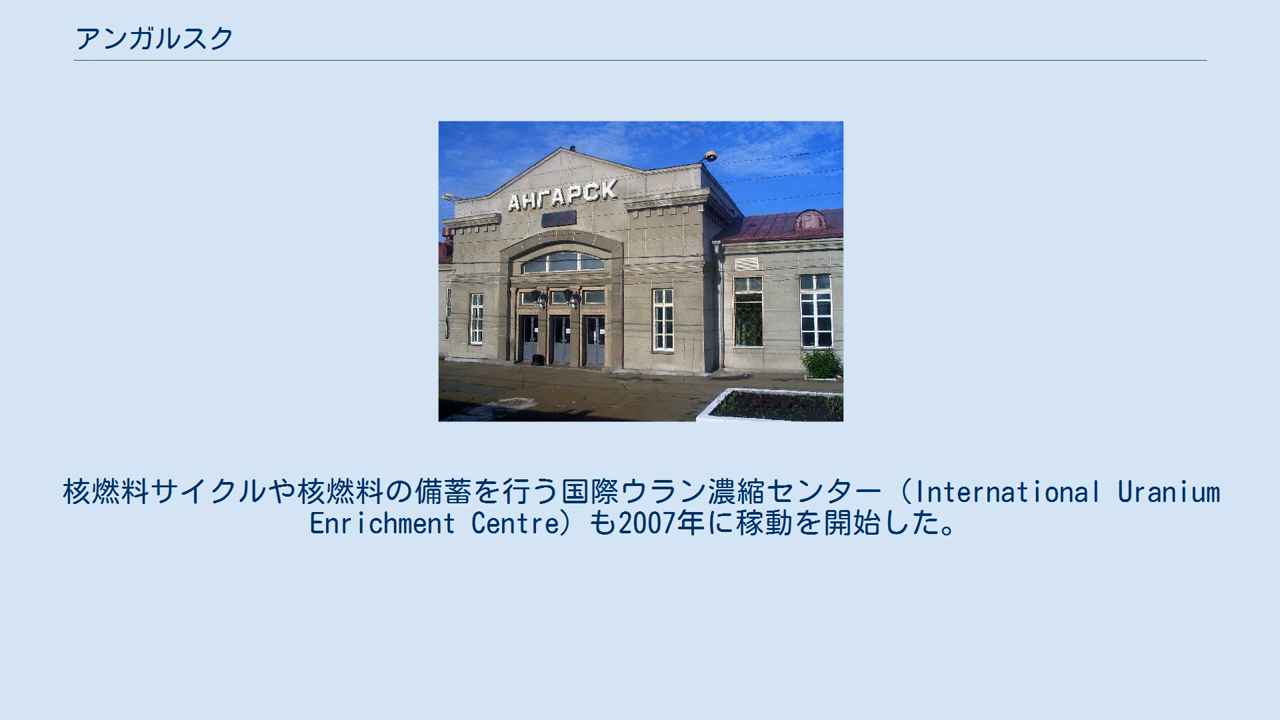 アンガルスク
АНГАРСК
核燃料サイクルや核燃料の備蓄を行う国際ウラン濃縮センター（International Uranium
Enrichment Centre）も2007年に稼動を開始した。